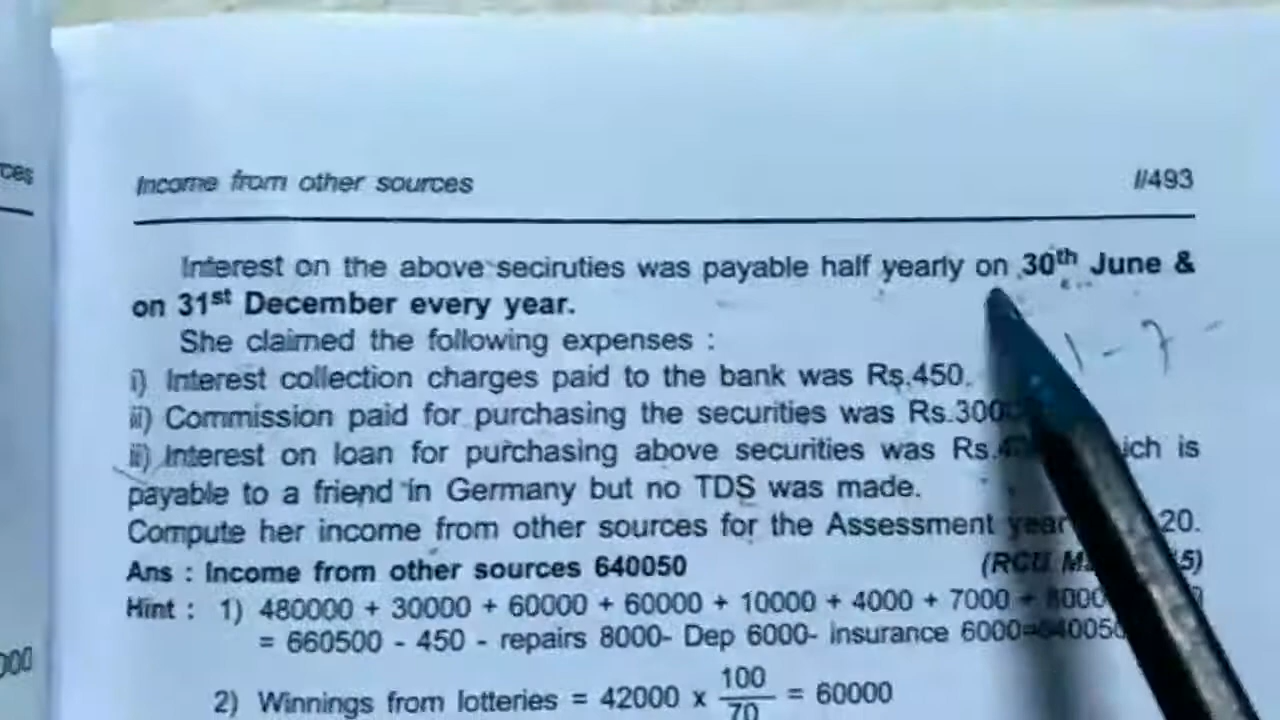 ces
Income from other sources
I/493
Interest on the above seciruties was payable half yearly on 30th June &
on 31st December every year.
She claimed the following expenses :
i) Interest collection charges paid to the bank was Rs.450.
ii) Commission paid for purchasing the securities was
ii) Interest on loan for purchasing above securities was is
payable to a friend in Germany but no TDS was made.
Compute her income from other sources for the Assessment year 20.
Ans : Income from other sources 640050
(RCU
Hint : 1) 480000 + 30000 + 60000 + 60000 + 10000 + 4000 + 7000 +
= 660500 - 450 - repairs 8000- Dep 6000- insurance 6000=
2) Winnings from lotteries = 42000 x 100/70 = 60000
1 - 7 -